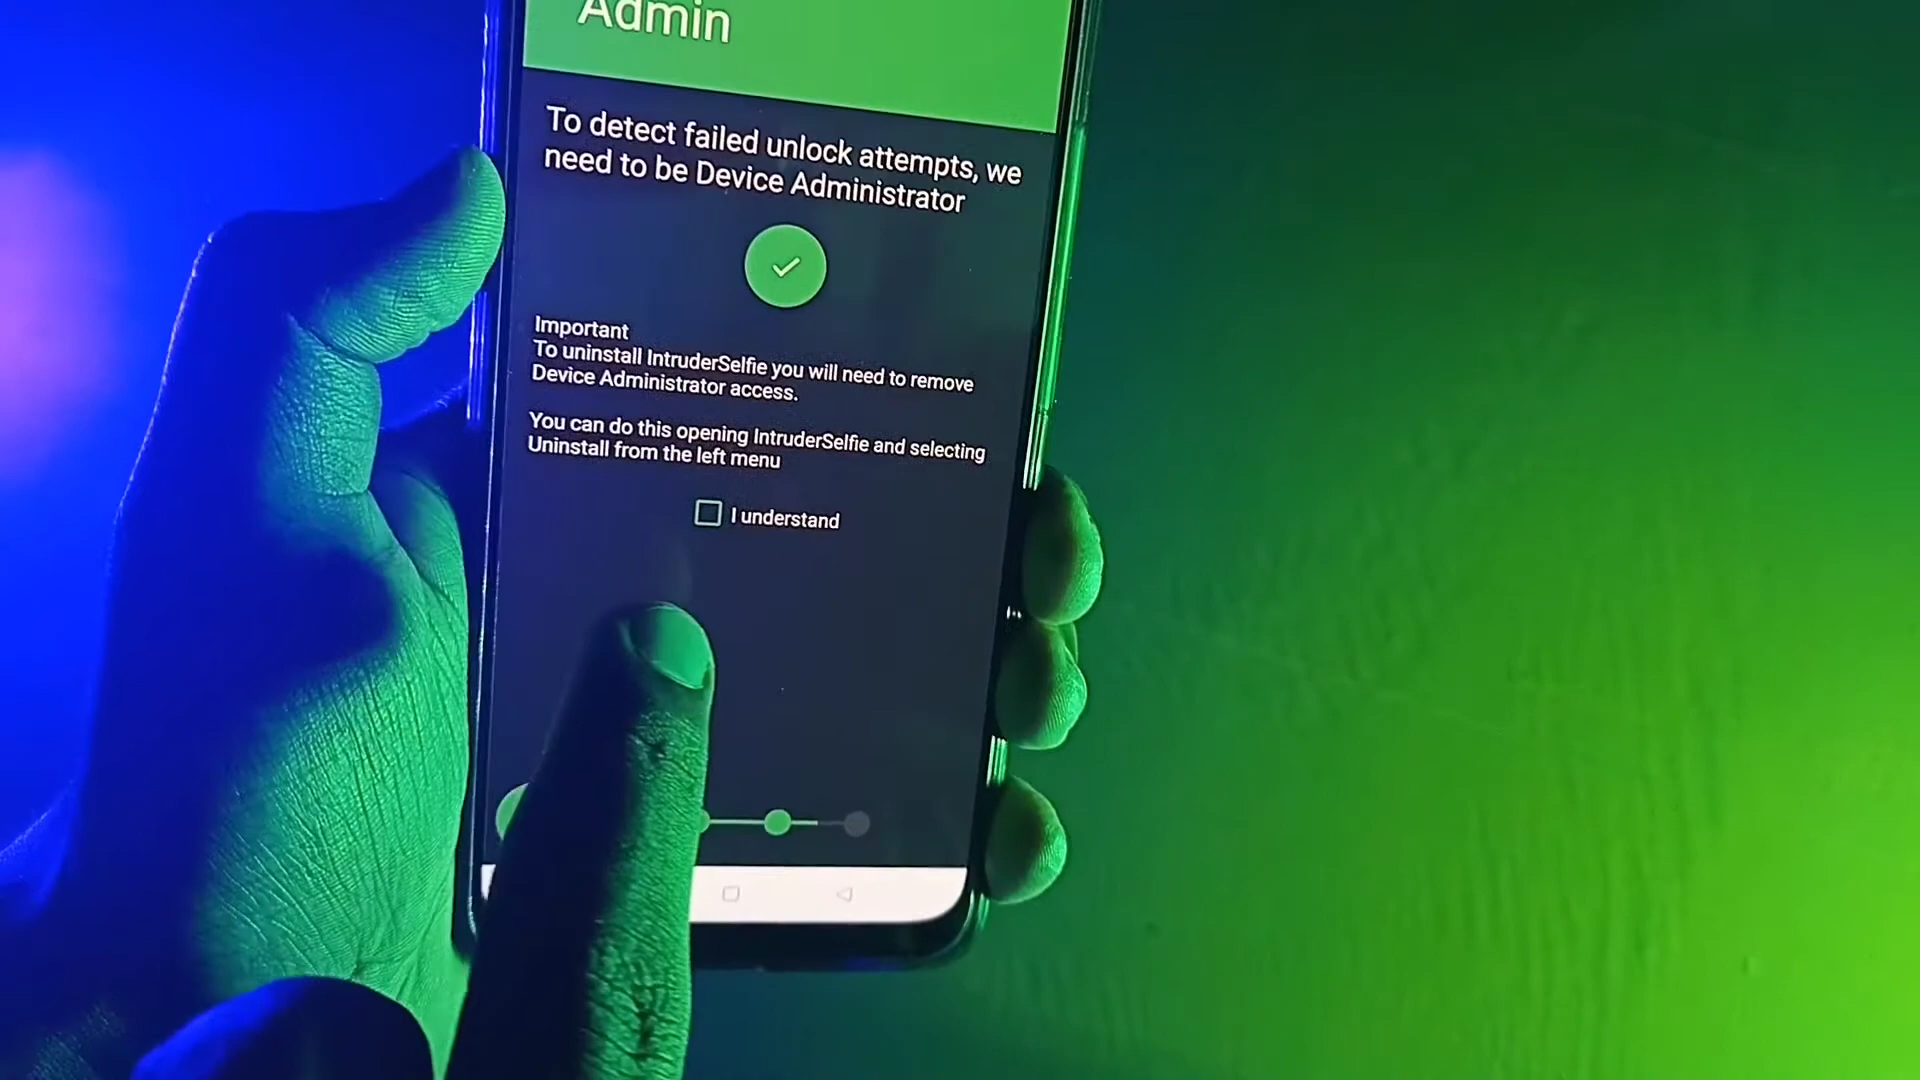 Admin
To detect failed unlock attempts, we
need to be Device Administrator
Important
To uninstall IntruderSelfie you will need to remove
Device Administrator access.
You can do this opening IntruderSelfie and selecting
Uninstall from the left menu
I understand